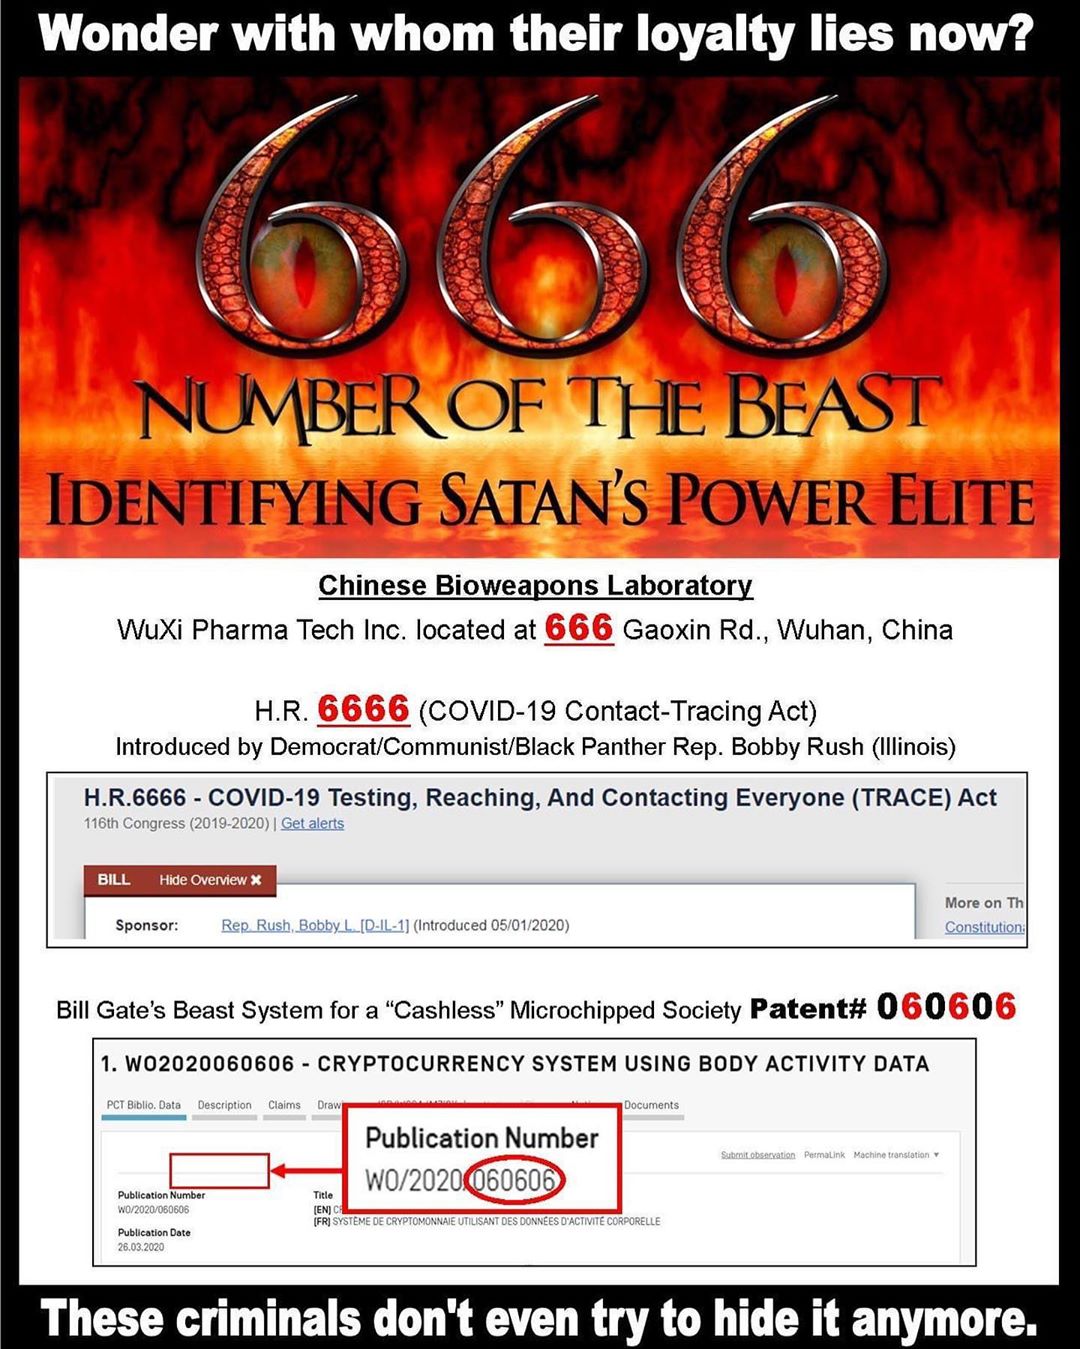 Wonder with whom their loyalty lies now?
666
NUMBER OF THE BEAST
IDENTIFYING SATAN'S POWER ELITE
Chinese Bioweapons Laboratory
WuXi Pharma Tech Inc. located at 666 Gaoxin Rd., Wuhan, China
H.R. 6666 (COVID-19 Contact-Tracing Act)
Introduced by Democrat/Communist/Black Panther Rep. Bobby Rush (Illinois)
H.R.6666 - COVID-19 Testing, Reaching, And Contacting Everyone (TRACE) Act
116th Congress (2019-2020) | Get alerts
BILL Hide Overview ✖
More on Th
Sponsor: Rep. Rush, Bobby L. [D-IL-1] (Introduced 05/01/2020)
Constitution
Bill Gate's Beast System for a “Cashless” Microchipped Society Patent# 060606
1. WO2020060606 - CRYPTOCURRENCY SYSTEM USING BODY ACTIVITY DATA
PCT Biblio. Data Description Claims Draw Documents
Publication Number
WO/2020/060606
Submit observation PermaLink Machine translation ▼
Publication Number
WO/2020/060606
Publication Date
26.03.2020
Title
[EN] C
[FR] SYSTÈME DE CRYPTOMONNAIE UTILISANT DES DONNÉES D'ACTIVITÉ CORPORELLE
These criminals don't even try to hide it anymore.